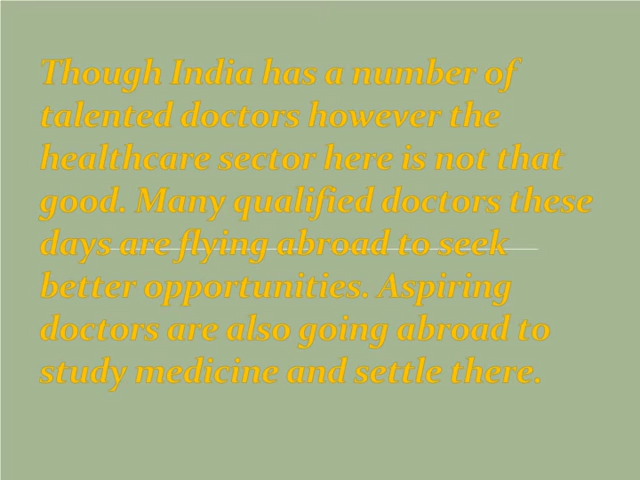 Though India has a number of
talented doctors however the
healthcare sector here is not that
good. Many qualified doctors these
days are flying abroad to seek
better opportunities. Aspiring
doctors are also going abroad to
study medicine and settle there.